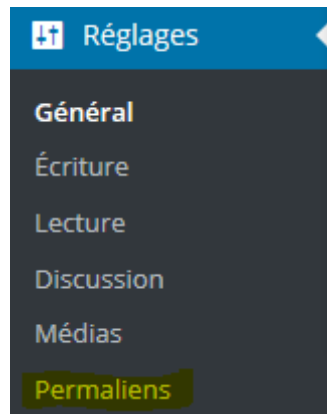 Réglages
Général
Écriture
Lecture
Discussion
Médias
Permaliens